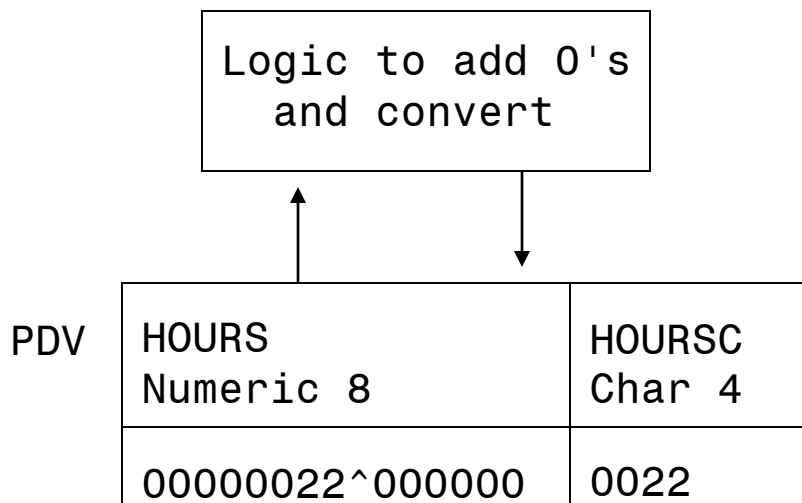 Logic to add 0's
and convert
PDV
HOURS
Numeric 8
HOURSC
Char 4
00000022^000000
0022